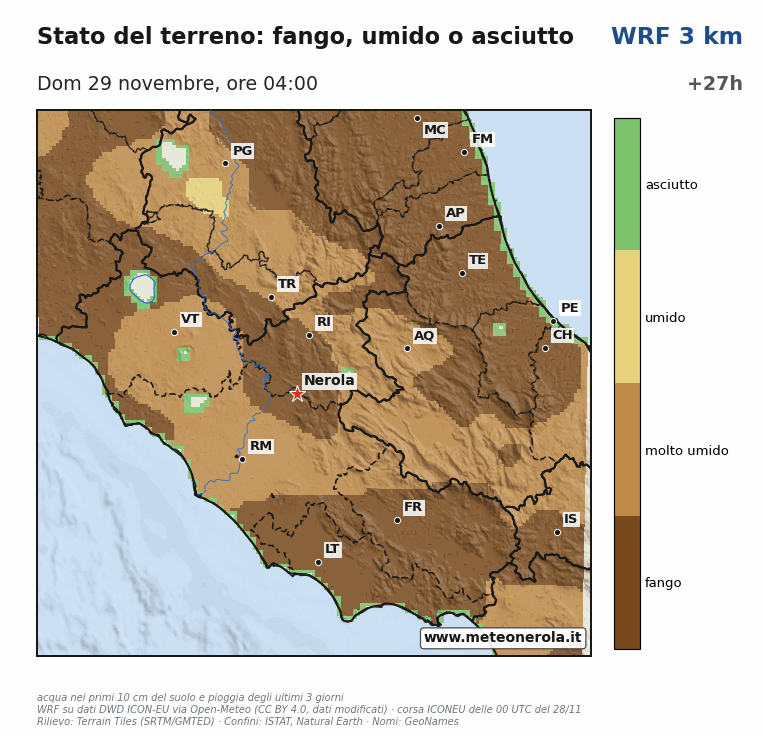 Stato del terreno: fango, umido o asciutto
WRF 3 km
Dom 29 novembre, ore 04:00
+27h
MC
FM
PG
AP
TE
TR
PE
VT
RI
AQ
CH
Nerola
RM
FR
IS
LT
www.meteonerola.it
asciutto
umido
molto umido
fango
acqua nei primi 10 cm del suolo e pioggia degli ultimi 3 giorni
WRF su dati DWD ICON-EU via Open-Meteo (CC BY 4.0, dati modificati) · corsa ICONEU delle 00 UTC del 28/11
Rilievo: Terrain Tiles (SRTM/GMTED) · Confini: ISTAT, Natural Earth · Nomi: GeoNames